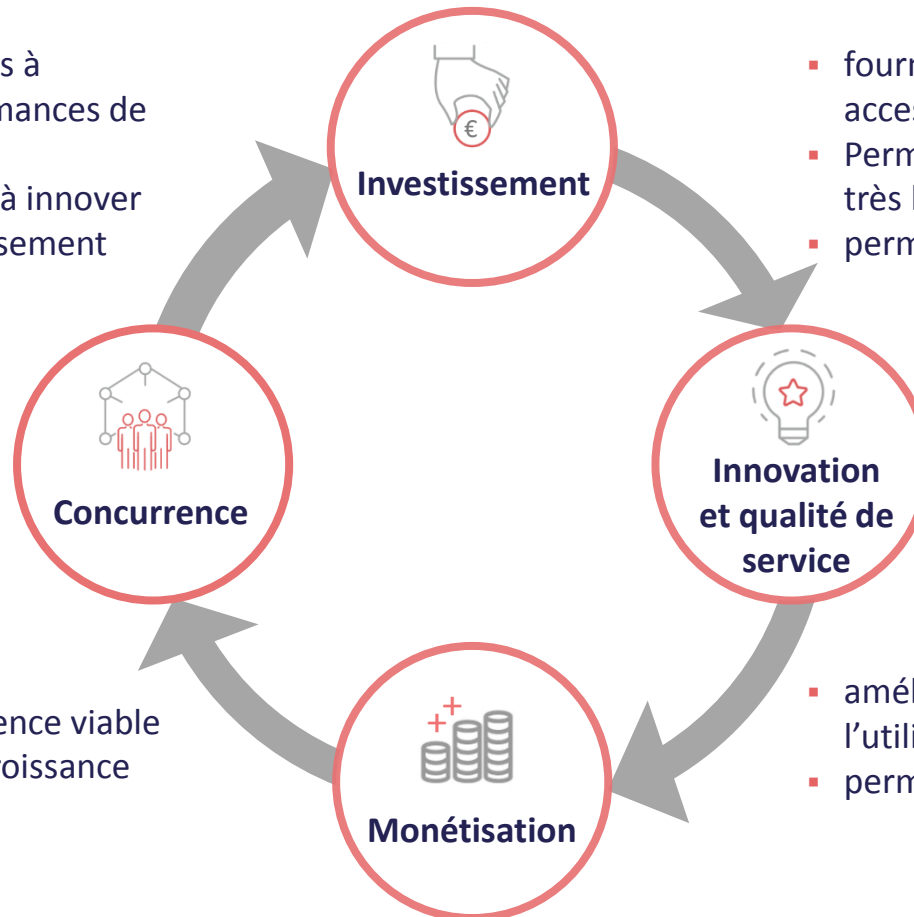 s à
mances de
à innover
sement
€
Investissement
fourn
acces
Perm
très l
perm
Concurrence
Innovation
et qualité de
service
ence viable
roissance
++
Monétisation
amél
l'utili
perm